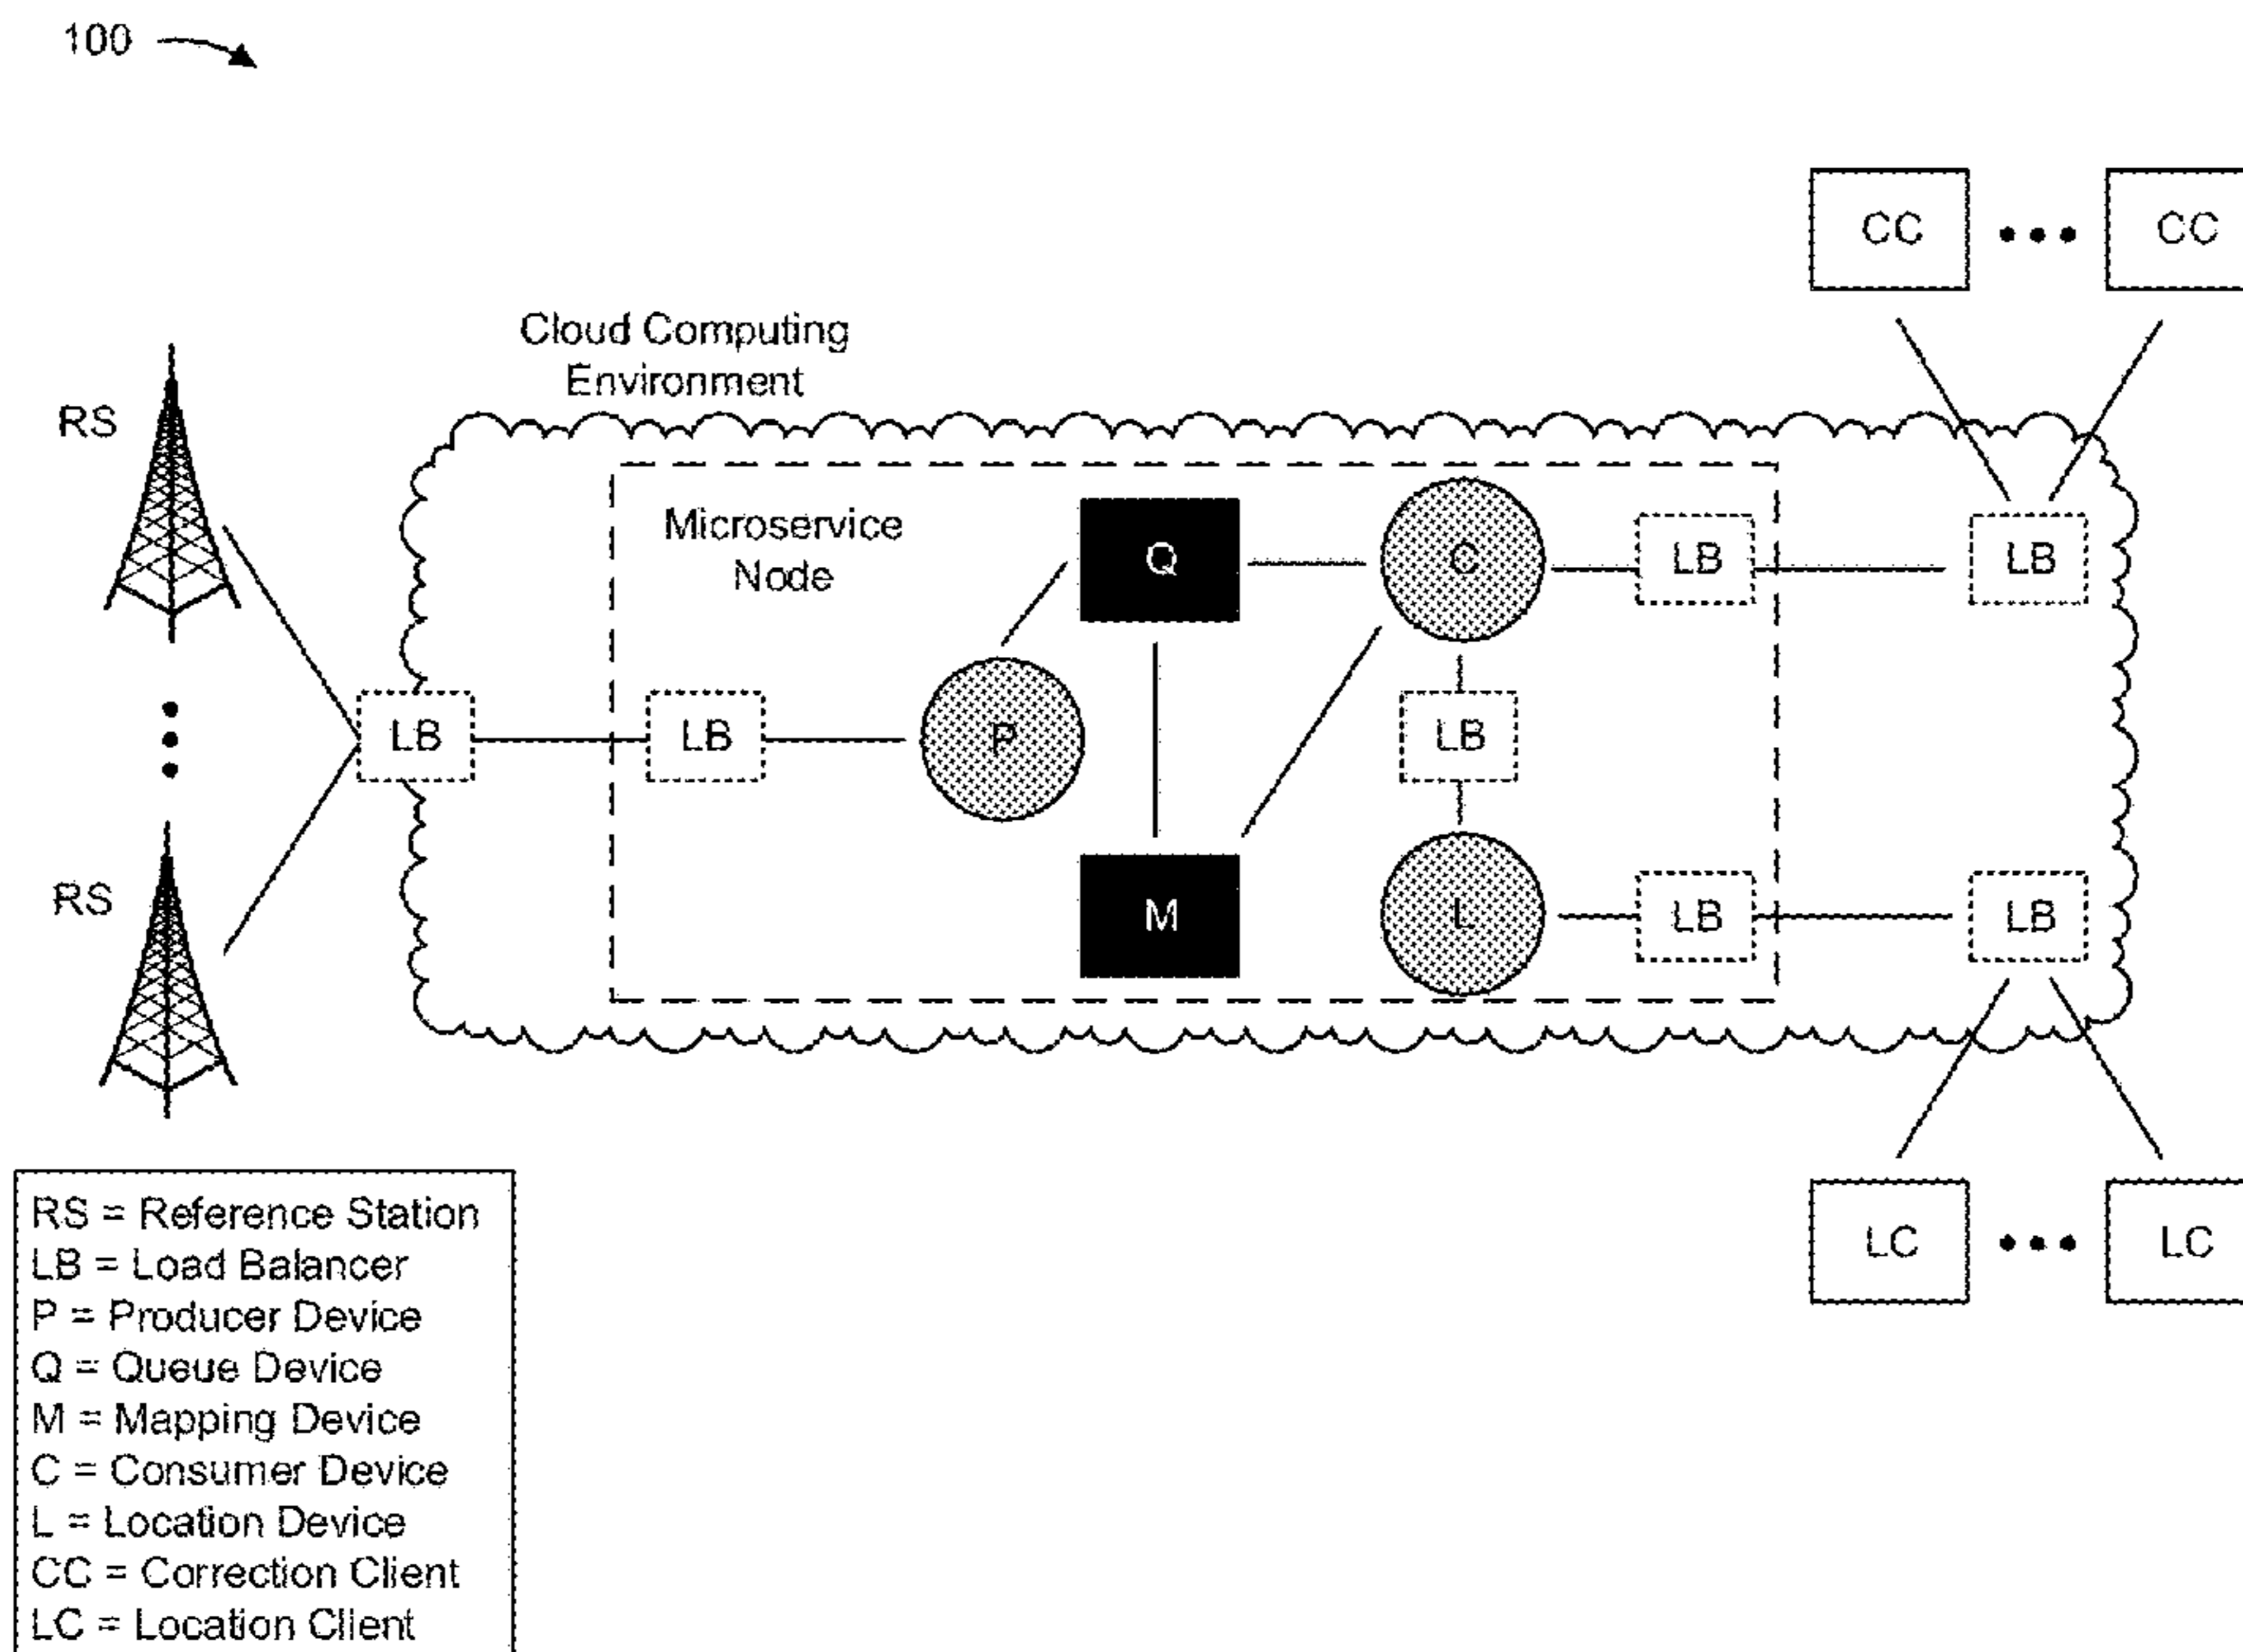 100
CC
CC
Cloud Computing
Environment
RS
Microservice
Node
Q
C
LB
LB
LB
LB
P
LB
RS
M
L
LB
LB
LC
LC
RS = Reference Station
LB = Load Balancer
P = Producer Device
Q = Queue Device
M = Mapping Device
C = Consumer Device
L = Location Device
CC = Correction Client
LC = Location Client